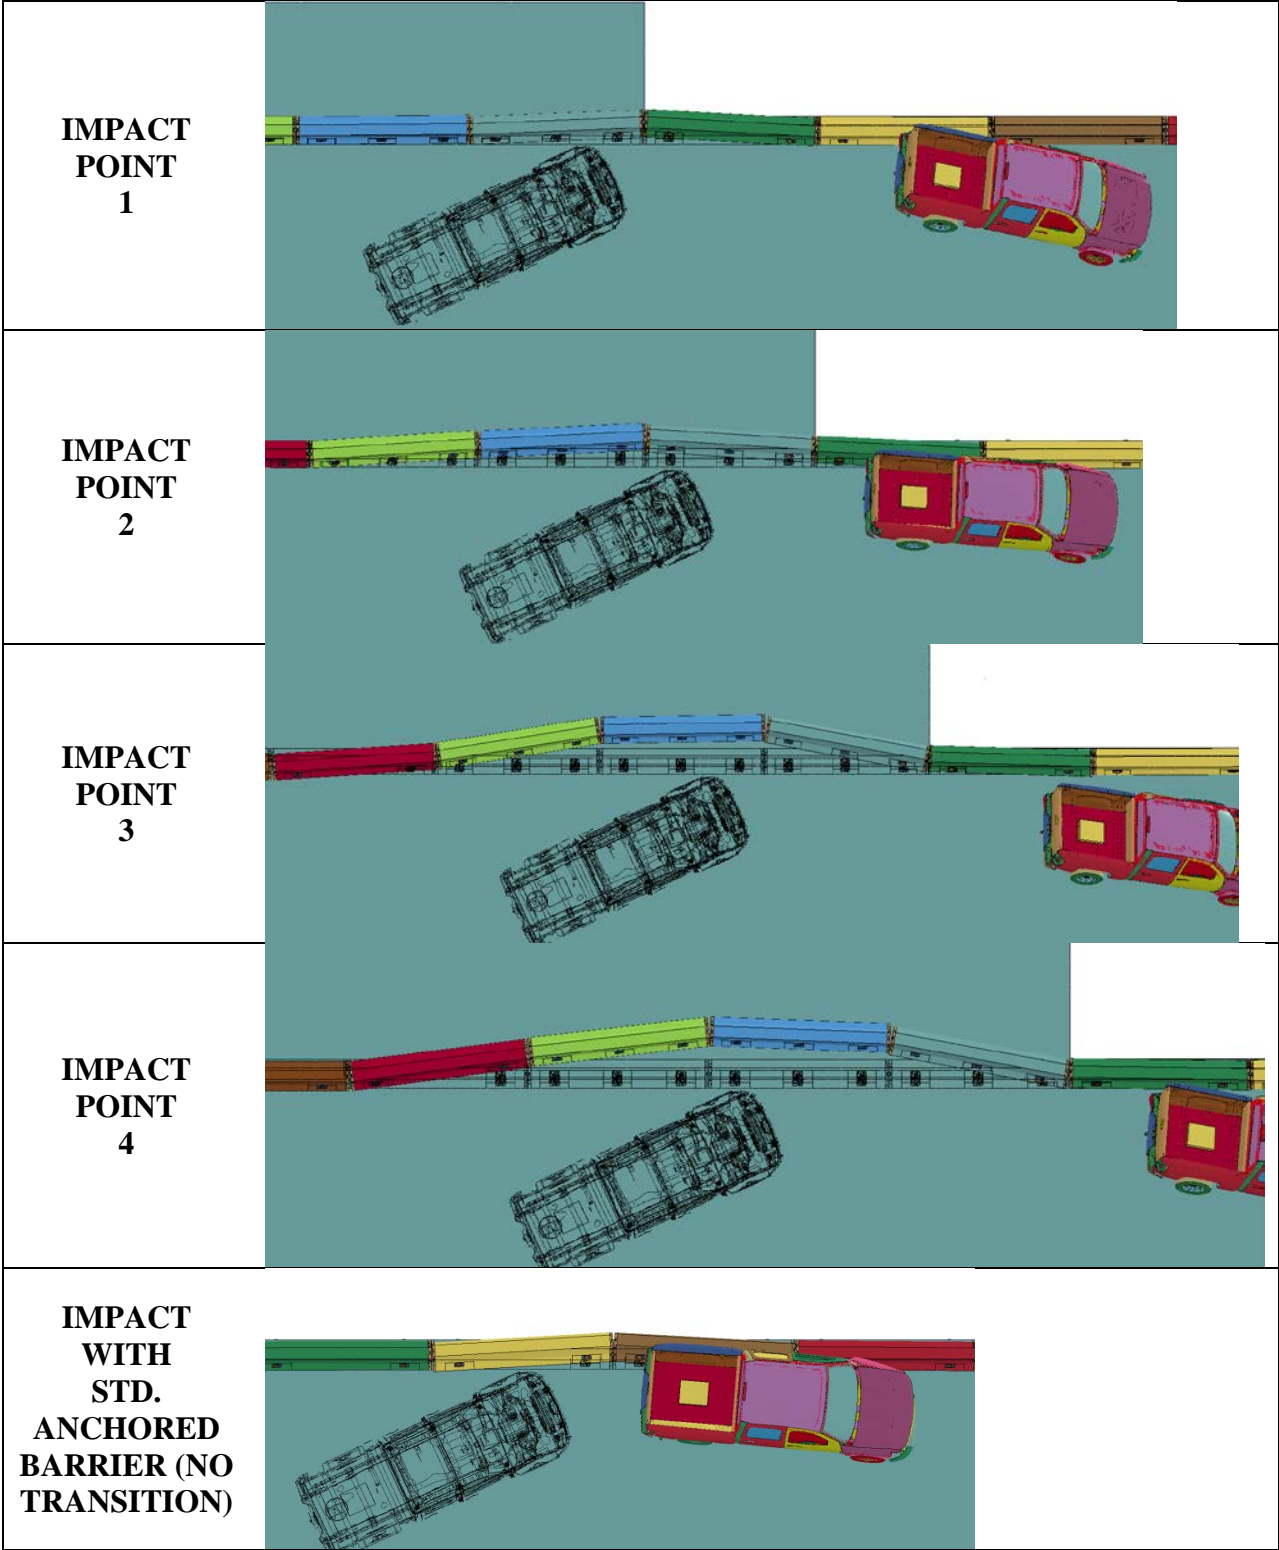 IMPACT
POINT
1
IMPACT
POINT
2
IMPACT
POINT
3
IMPACT
POINT
4
IMPACT
WITH
STD.
ANCHORED
BARRIER (NO
TRANSITION)